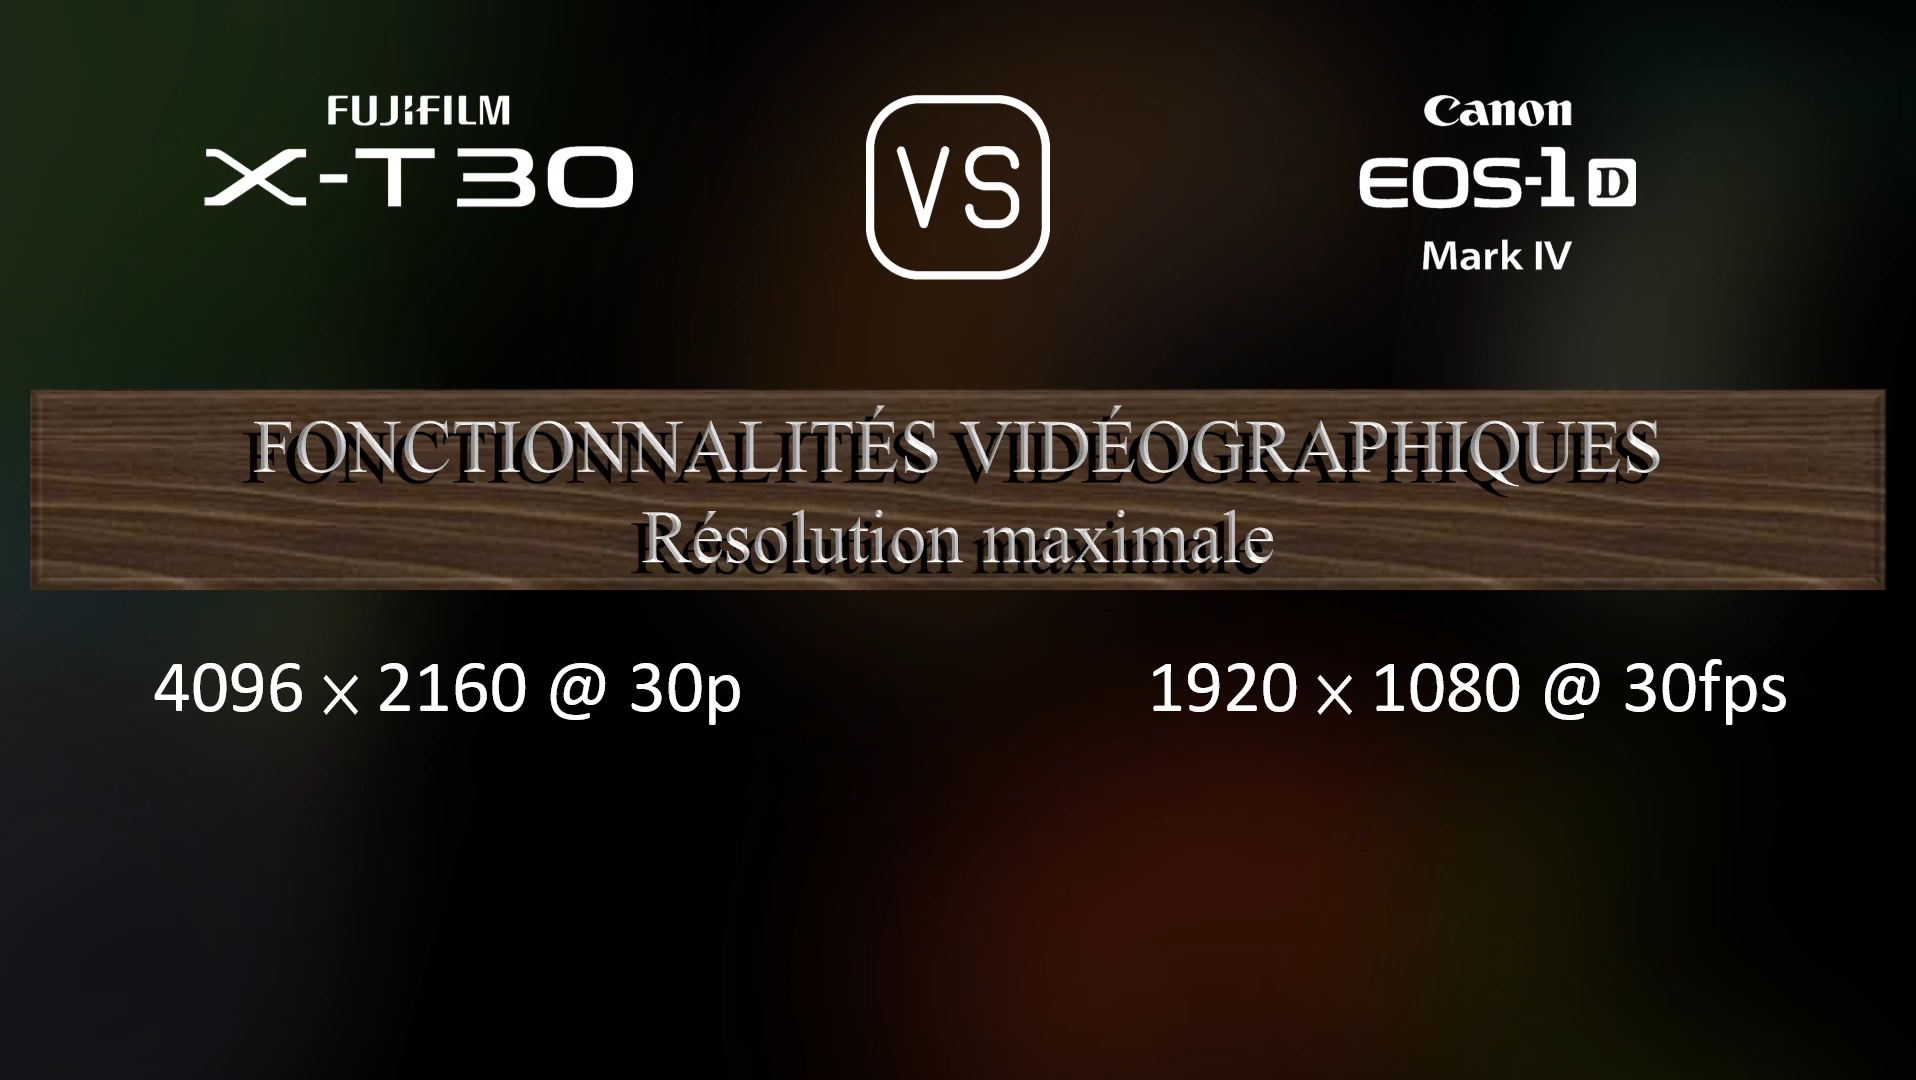 FUJIFILM
X-T30
VS
Canon
EOS-1D
Mark IV
FONCTIONNALITÉS VIDÉOGRAPHIQUES
Résolution maximale
4096 x 2160 @ 30p
1920 x 1080 @ 30fps